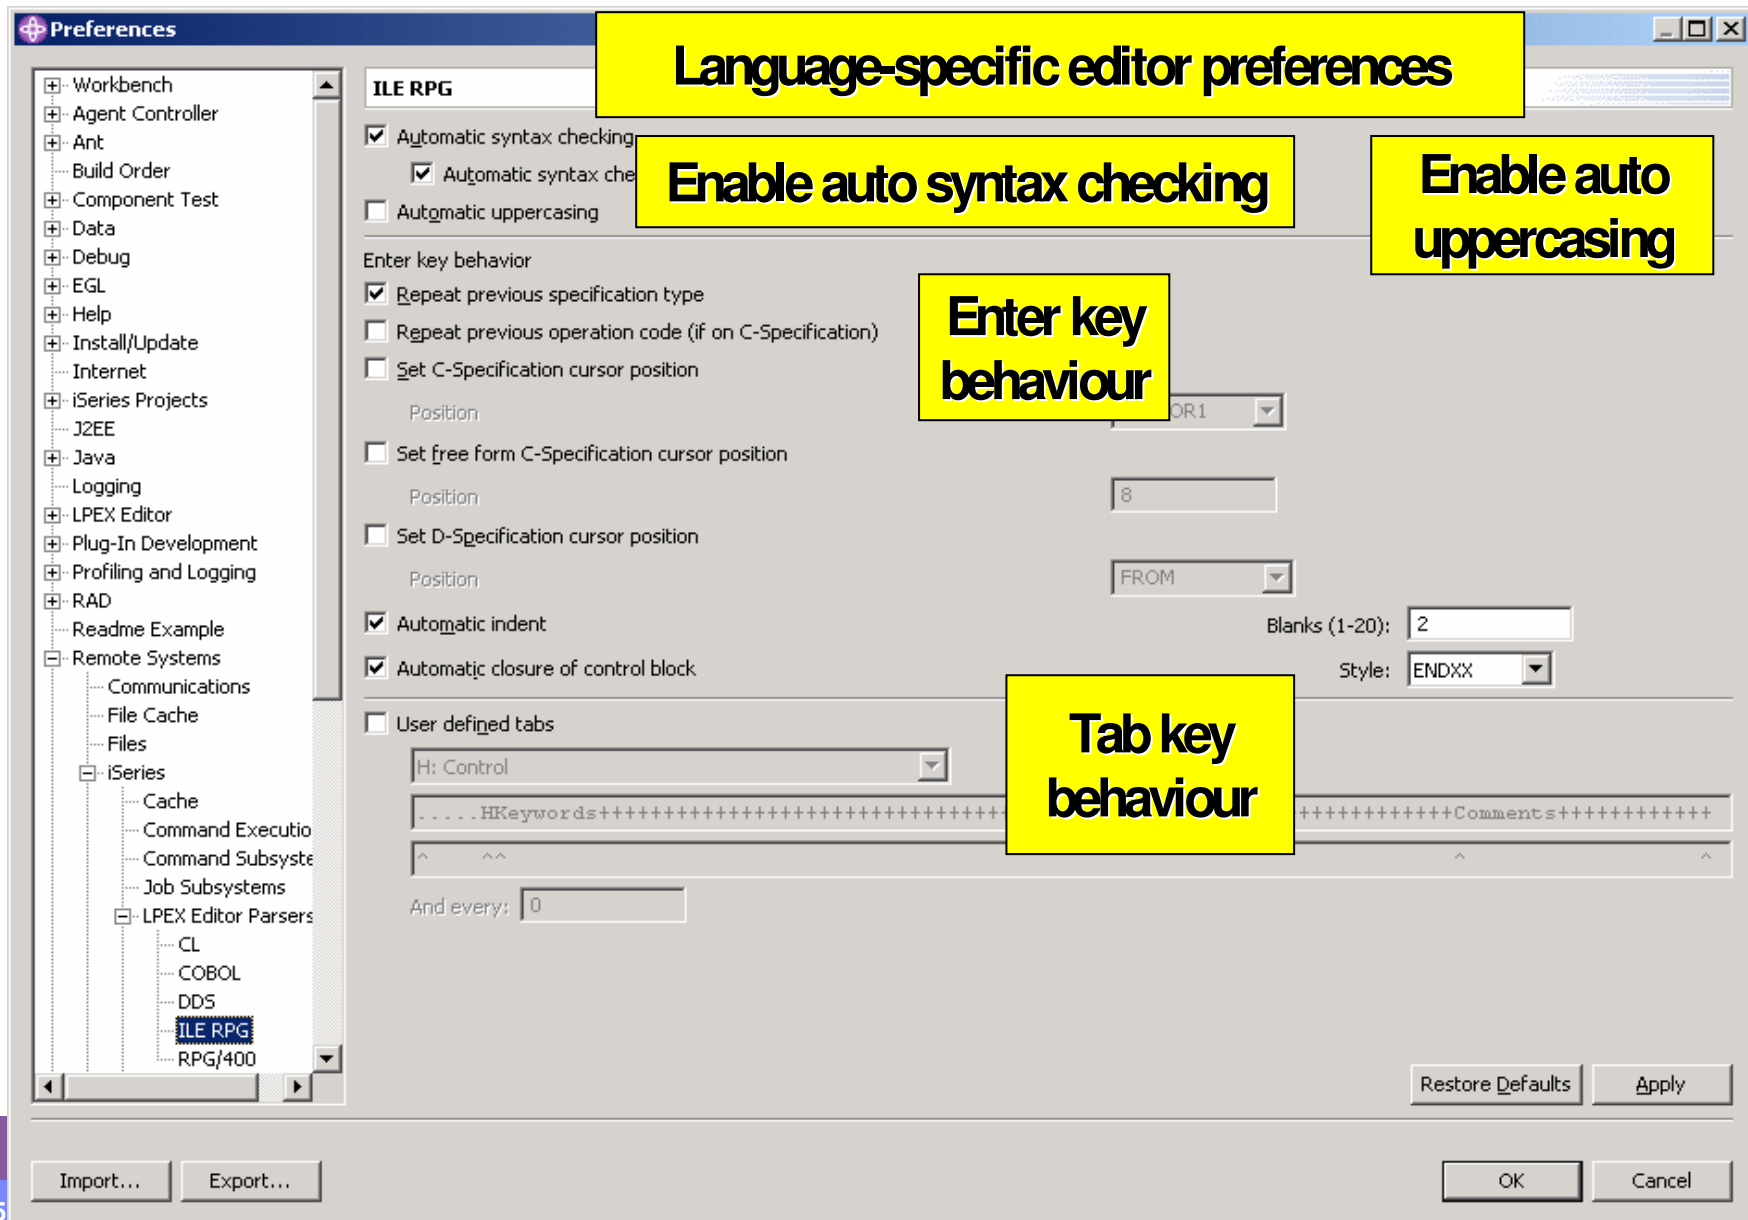 Preferences
Language-specific editor preferences
Workbench
Agent Controller
Ant
Build Order
Component Test
Data
Debug
EGL
Help
Install/Update
Internet
iSeries Projects
J2EE
Java
Logging
LPEX Editor
Plug-In Development
Profiling and Logging
RAD
Readme Example
Remote Systems
Communications
File Cache
Files
iSeries
Cache
Command Executio
Command Subsyste
Job Subsystems
LPEX Editor Parsers
CL
COBOL
DDS
ILE RPG
RPG/400
ILE RPG
Automatic syntax checking
Automatic syntax che
Enable auto syntax checking
Enable auto
uppercasing
Automatic uppercasing
Enter key behavior
Repeat previous specification type
Repeat previous operation code (if on C-Specification)
Enter key
behaviour
Set C-Specification cursor position
Position OR1
Set free form C-Specification cursor position
Position 8
Set D-Specification cursor position
Position FROM
Automatic indent Blanks (1-20): 2
Automatic closure of control block Style: ENDXX
User defined tabs
Tab key
behaviour
H: Control
.....HKeywords++++++++++++++++++++++++++++++++ +++++++++++++Comments++++++++++++
^ ^^ ^ ^
And every: 0
Restore Defaults Apply
Import... Export... OK Cancel
5